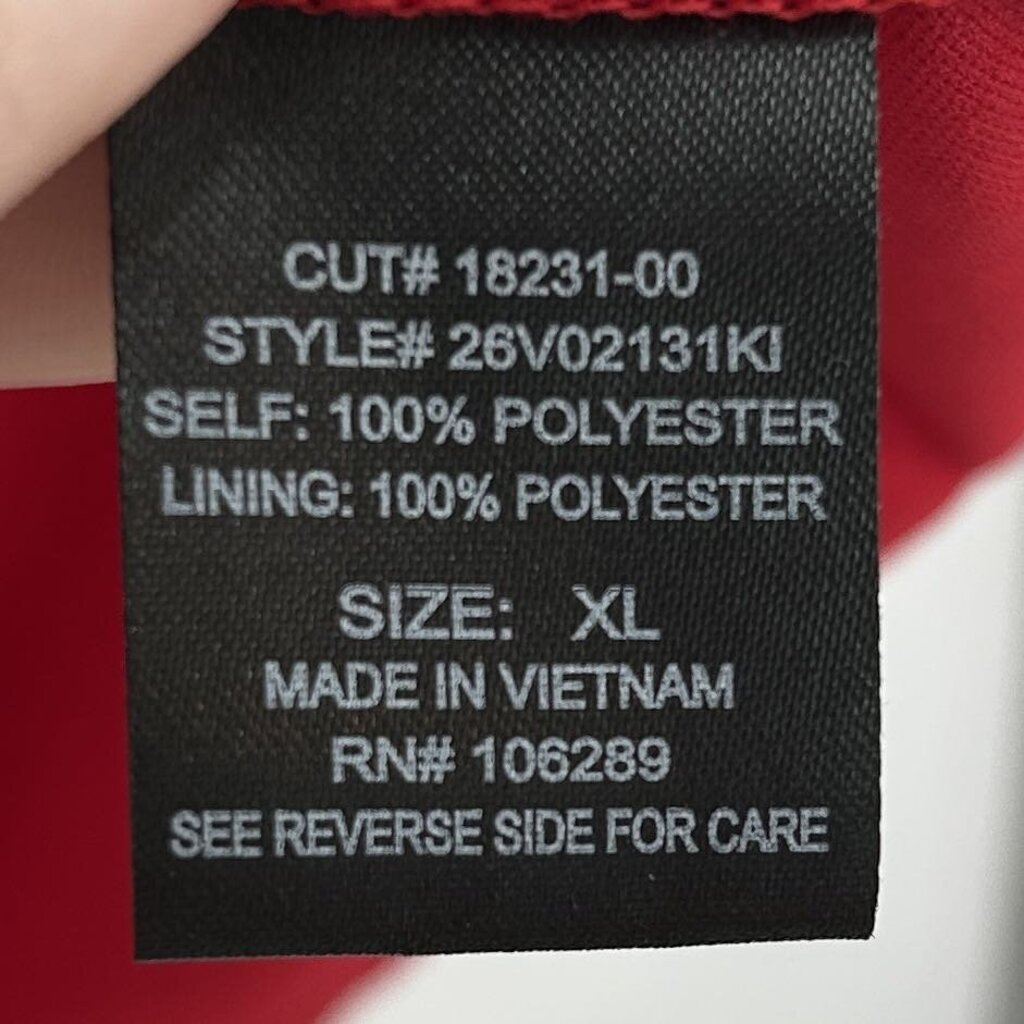 CUT# 18231-00
STYLE# 26V02131KI
SELF: 100% POLYESTER
LINING: 100% POLYESTER
SIZE: XL
MADE IN VIETNAM
RN# 106289
SEE REVERSE SIDE FOR CARE